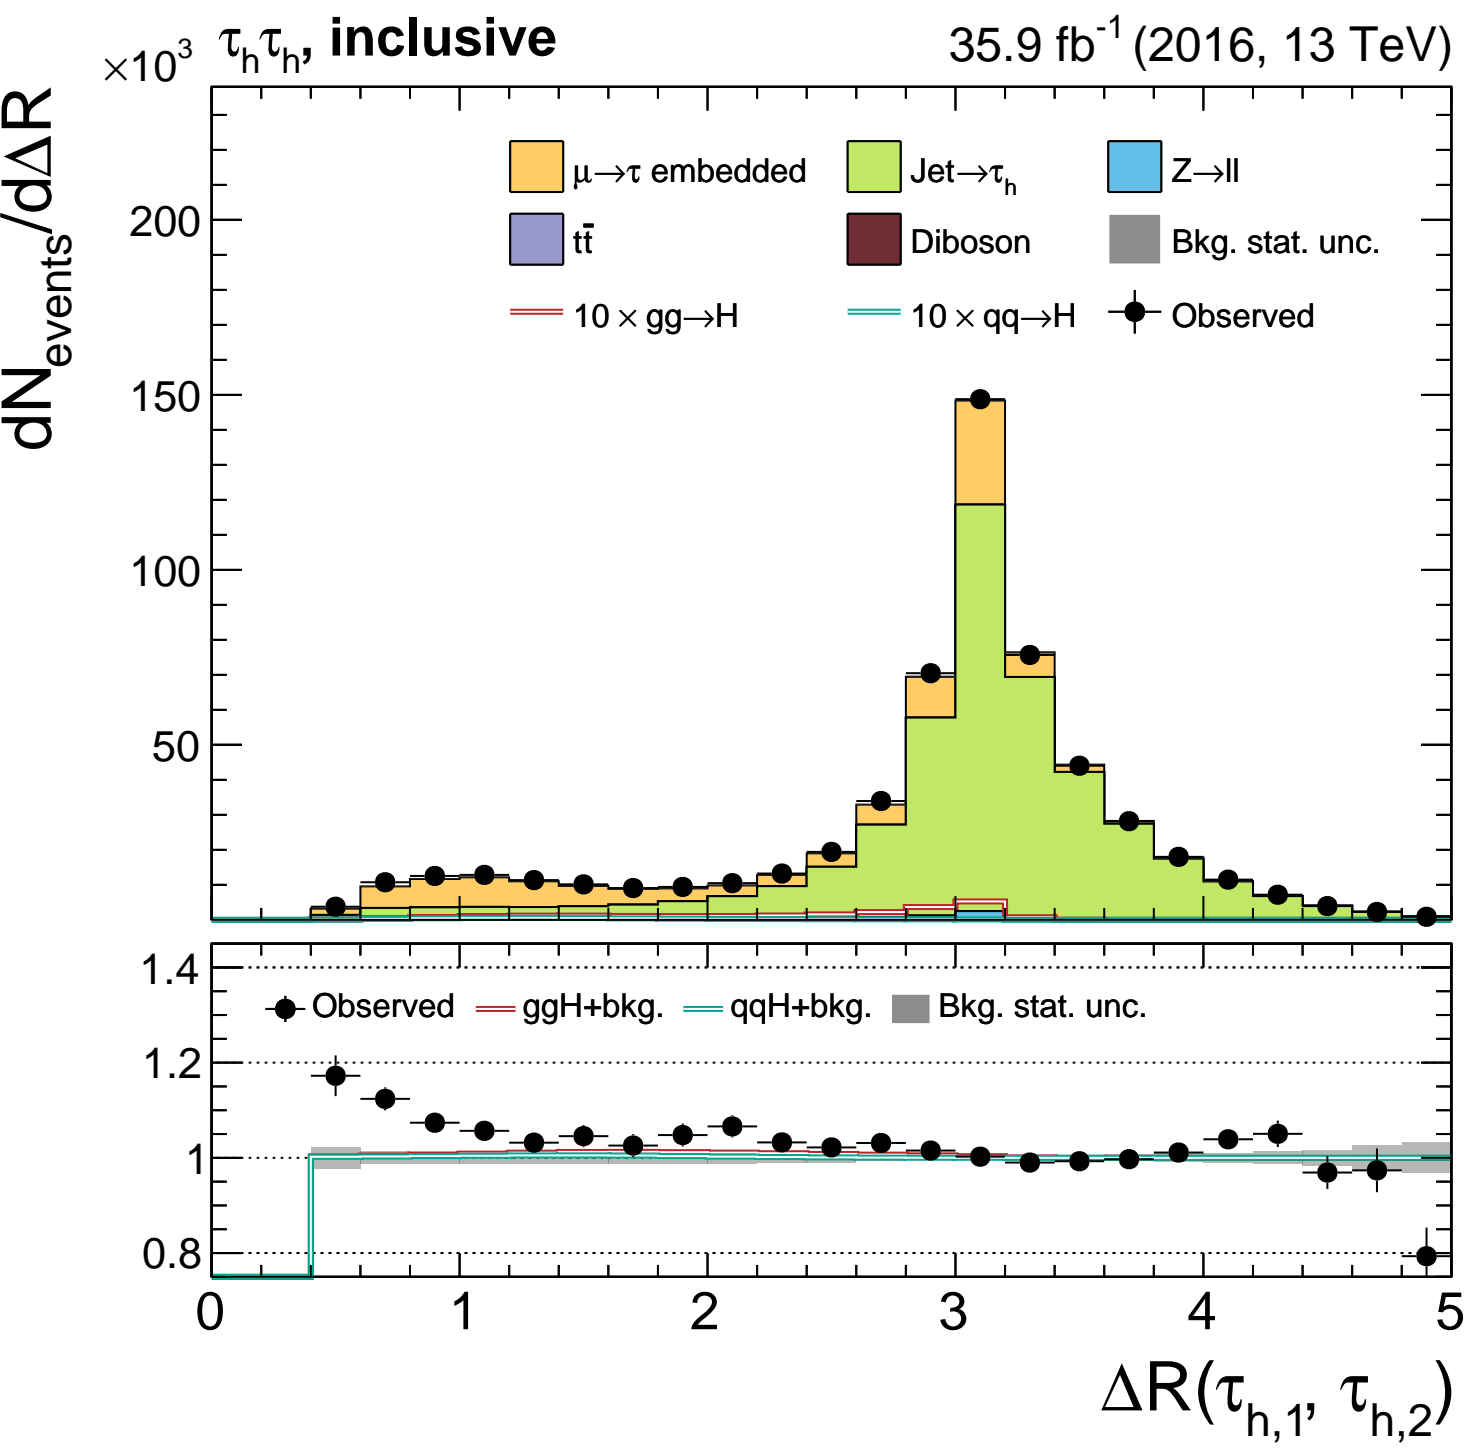 ×10³ τhτh, inclusive 35.9 fb⁻¹ (2016, 13 TeV)
dNevents/dΔR
μ→τ embedded Jet→τh Z→ll
tt̄ Diboson Bkg. stat. unc.
10 × gg→H 10 × qq→H Observed
200
150
100
50
1.4
Observed ggH+bkg. qqH+bkg. Bkg. stat. unc.
1.2
1
0.8
0 1 2 3 4 5
ΔR(τh,1, τh,2)